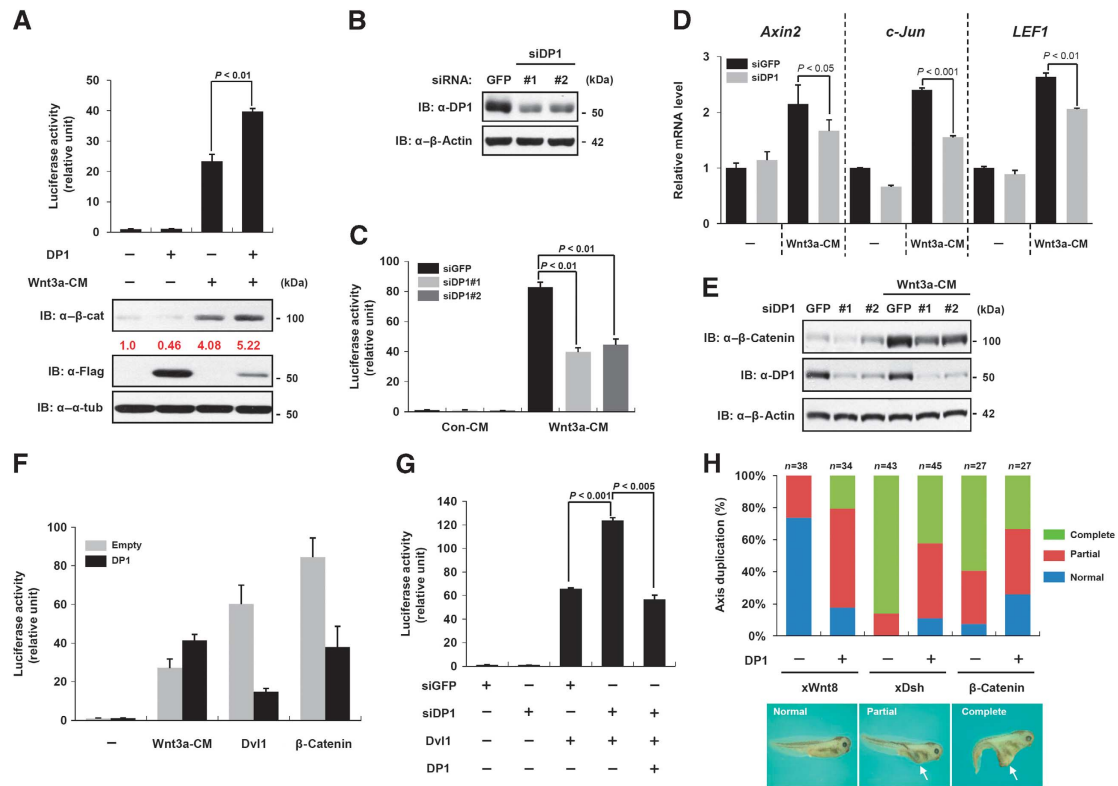 A
P < 0.01
Luciferase activity
(relative unit)
50
40
30
20
10
0
DP1 – + – +
Wnt3a-CM – – + + (kDa)
IB: α–β-cat - 100
1.0 0.46 4.08 5.22
IB: α-Flag - 50
IB: α–α-tub - 50
B
siDP1
siRNA: GFP #1 #2 (kDa)
IB: α-DP1 - 50
IB: α–β-Actin - 42
C
Luciferase activity
(relative unit)
100
80
60
40
20
0
siGFP
siDP1#1
siDP1#2
P < 0.01
P < 0.01
Con-CM Wnt3a-CM
D
Axin2 c-Jun LEF1
Relative mRNA level
3
2
1
0
siGFP
siDP1
P < 0.05
P < 0.001
P < 0.01
– Wnt3a-CM – Wnt3a-CM – Wnt3a-CM
E
Wnt3a-CM
siDP1: GFP #1 #2 GFP #1 #2 (kDa)
IB: α–β-Catenin - 100
IB: α-DP1 - 50
IB: α–β-Actin - 42
F
Luciferase activity
(relative unit)
100
80
60
40
20
0
Empty
DP1
– Wnt3a-CM Dvl1 β-Catenin
G
Luciferase activity
(relative unit)
140
120
100
80
60
40
20
0
P < 0.001
P < 0.005
siGFP + – + – –
siDP1 – + – + +
Dvl1 – – + + +
DP1 – – – – +
H
n=38 n=34 n=43 n=45 n=27 n=27
Axis duplication (%)
100%
80%
60%
40%
20%
0%
Complete
Partial
Normal
DP1 – + – + – +
xWnt8 xDsh β-Catenin
Normal Partial Complete